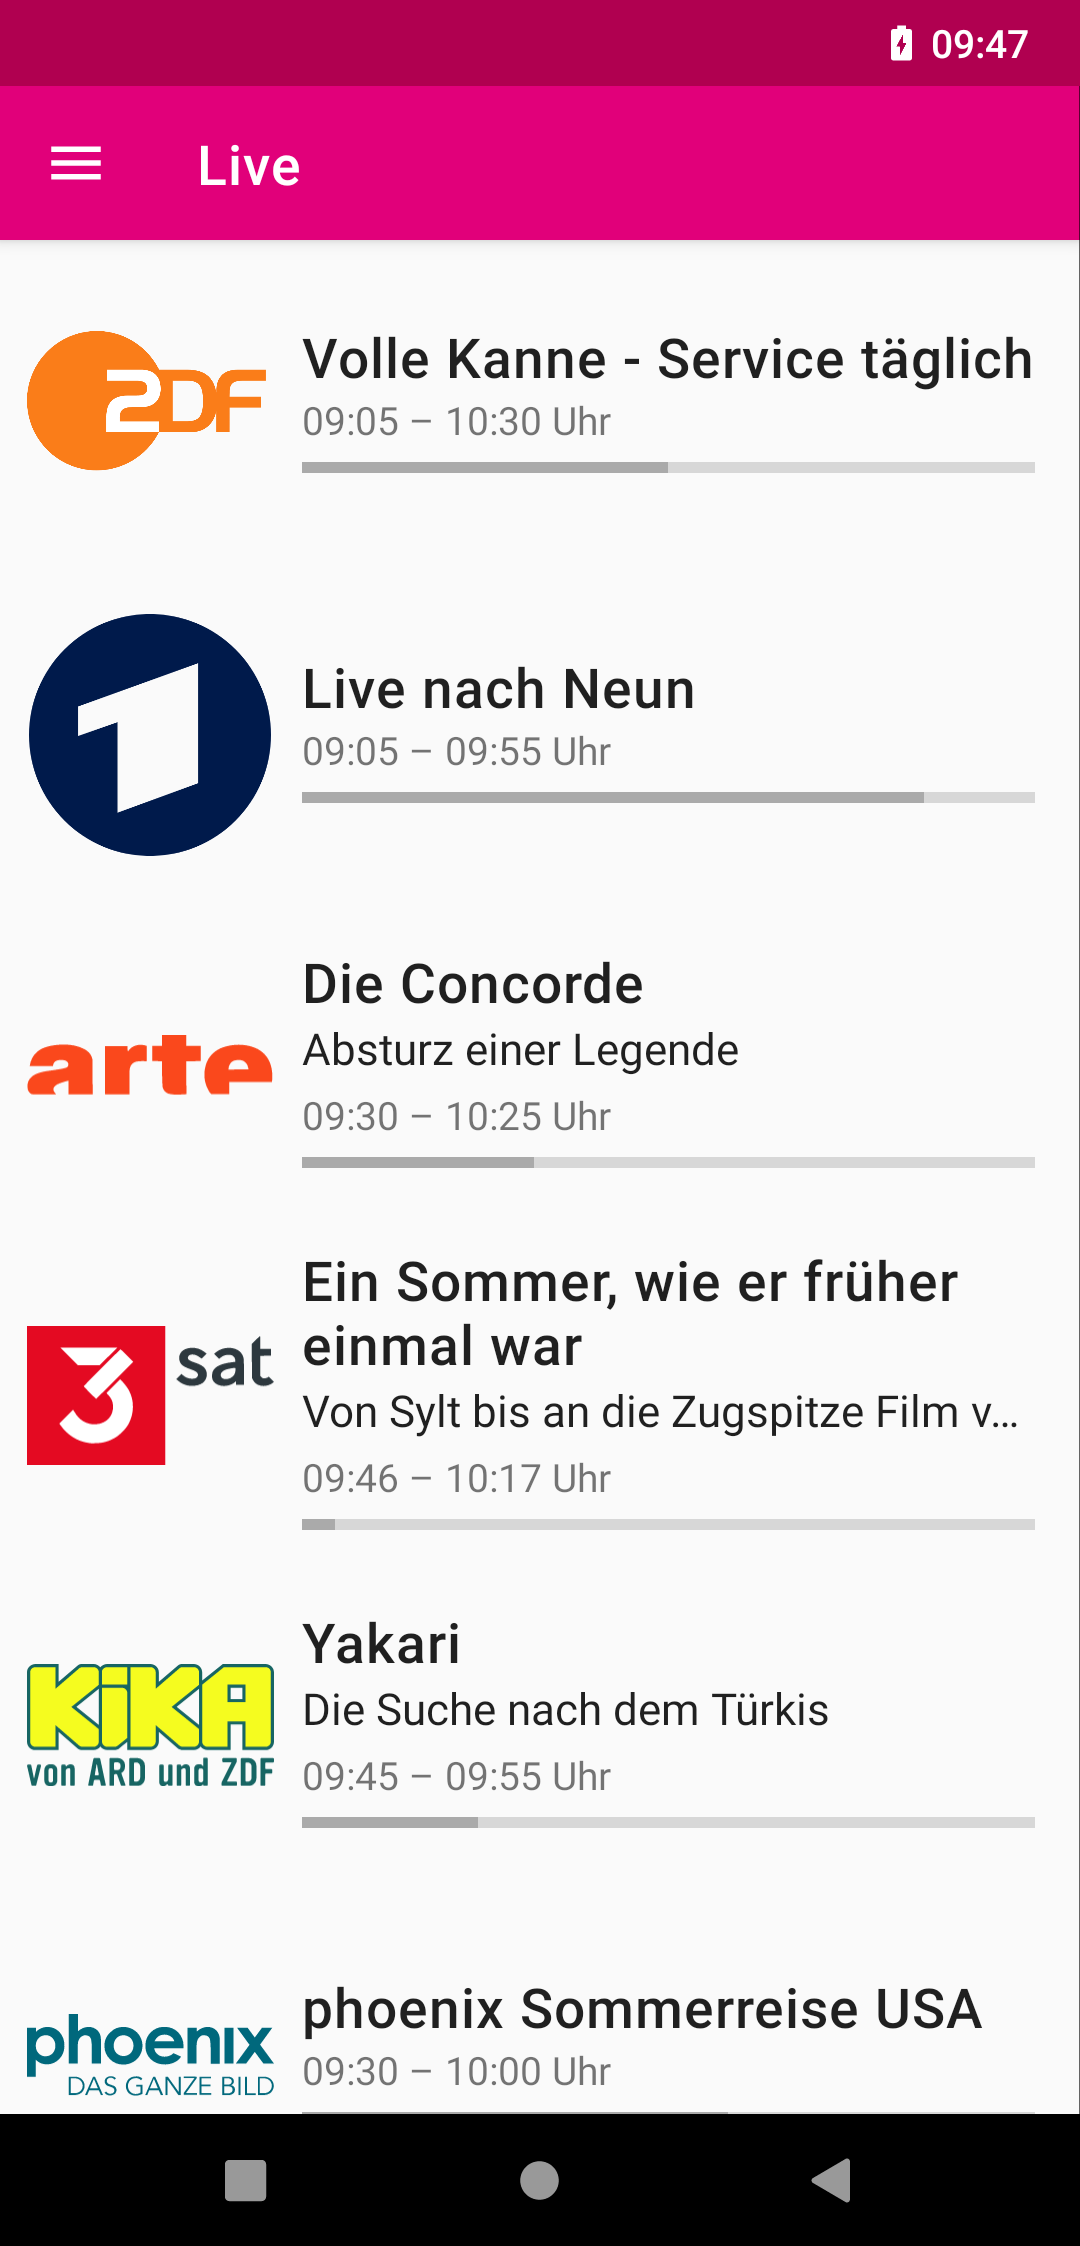 09:47
Live
ZDF
Volle Kanne - Service täglich
09:05 – 10:30 Uhr
1
Live nach Neun
09:05 – 09:55 Uhr
arte
Die Concorde
Absturz einer Legende
09:30 – 10:25 Uhr
3sat
Ein Sommer, wie er früher
einmal war
Von Sylt bis an die Zugspitze Film v...
09:46 – 10:17 Uhr
KiKA
von ARD und ZDF
Yakari
Die Suche nach dem Türkis
09:45 – 09:55 Uhr
phoenix
DAS GANZE BILD
phoenix Sommerreise USA
09:30 – 10:00 Uhr